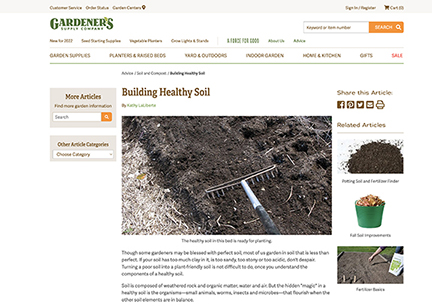 Customer Service Order Status Garden Centers Sign In / Register Cart (0)
GARDENER'S
SUPPLY COMPANY
Keyword or item number SEARCH
New for 2022 Seed Starting Supplies Vegetable Planters Grow Lights & Stands A FORCE FOR GOOD About Us Advice
GARDEN SUPPLIES PLANTERS & RAISED BEDS YARD & OUTDOORS INDOOR GARDEN HOME & KITCHEN GIFTS SALE
Advice / Soil and Compost / Building Healthy Soil
More Articles
Find more garden information
Search
Other Article Categories
Choose Category
Building Healthy Soil
By Kathy LaLiberte
The healthy soil in this bed is ready for planting.
Though some gardeners may be blessed with perfect soil, most of us garden in soil that is less than
perfect. If your soil has too much clay in it, is too sandy, too stony or too acidic, don't despair.
Turning a poor soil into a plant-friendly soil is not difficult to do, once you understand the
components of a healthy soil.
Soil is composed of weathered rock and organic matter, water and air. But the hidden "magic" in a
healthy soil is the organisms—small animals, worms, insects and microbes—that flourish when the
other soil elements are in balance.
Share this Article:
Related Articles
Potting Soil and Fertilizer Finder
Fall Soil Improvements
Fertilizer Basics